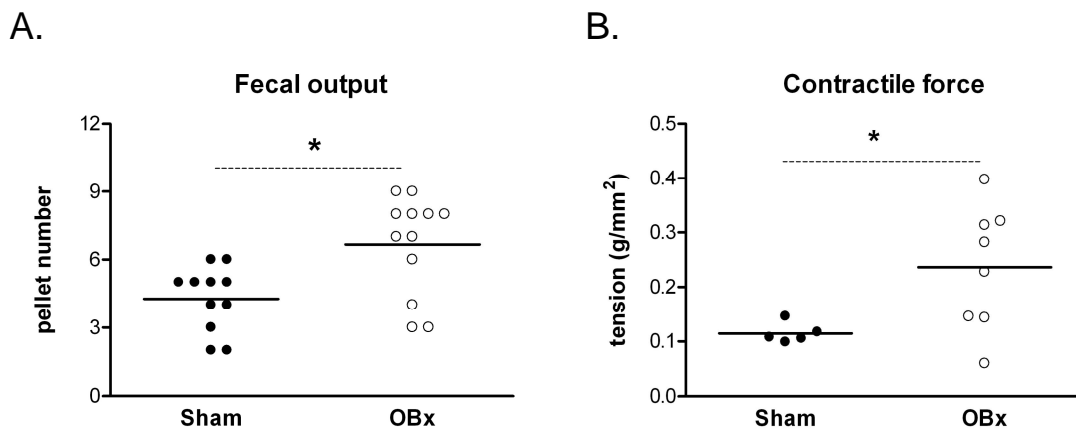 A.
Fecal output
12
9
6
3
0
pellet number
*
Sham OBx
B.
Contractile force
0.5
0.4
0.3
0.2
0.1
0.0
tension (g/mm²)
*
Sham OBx